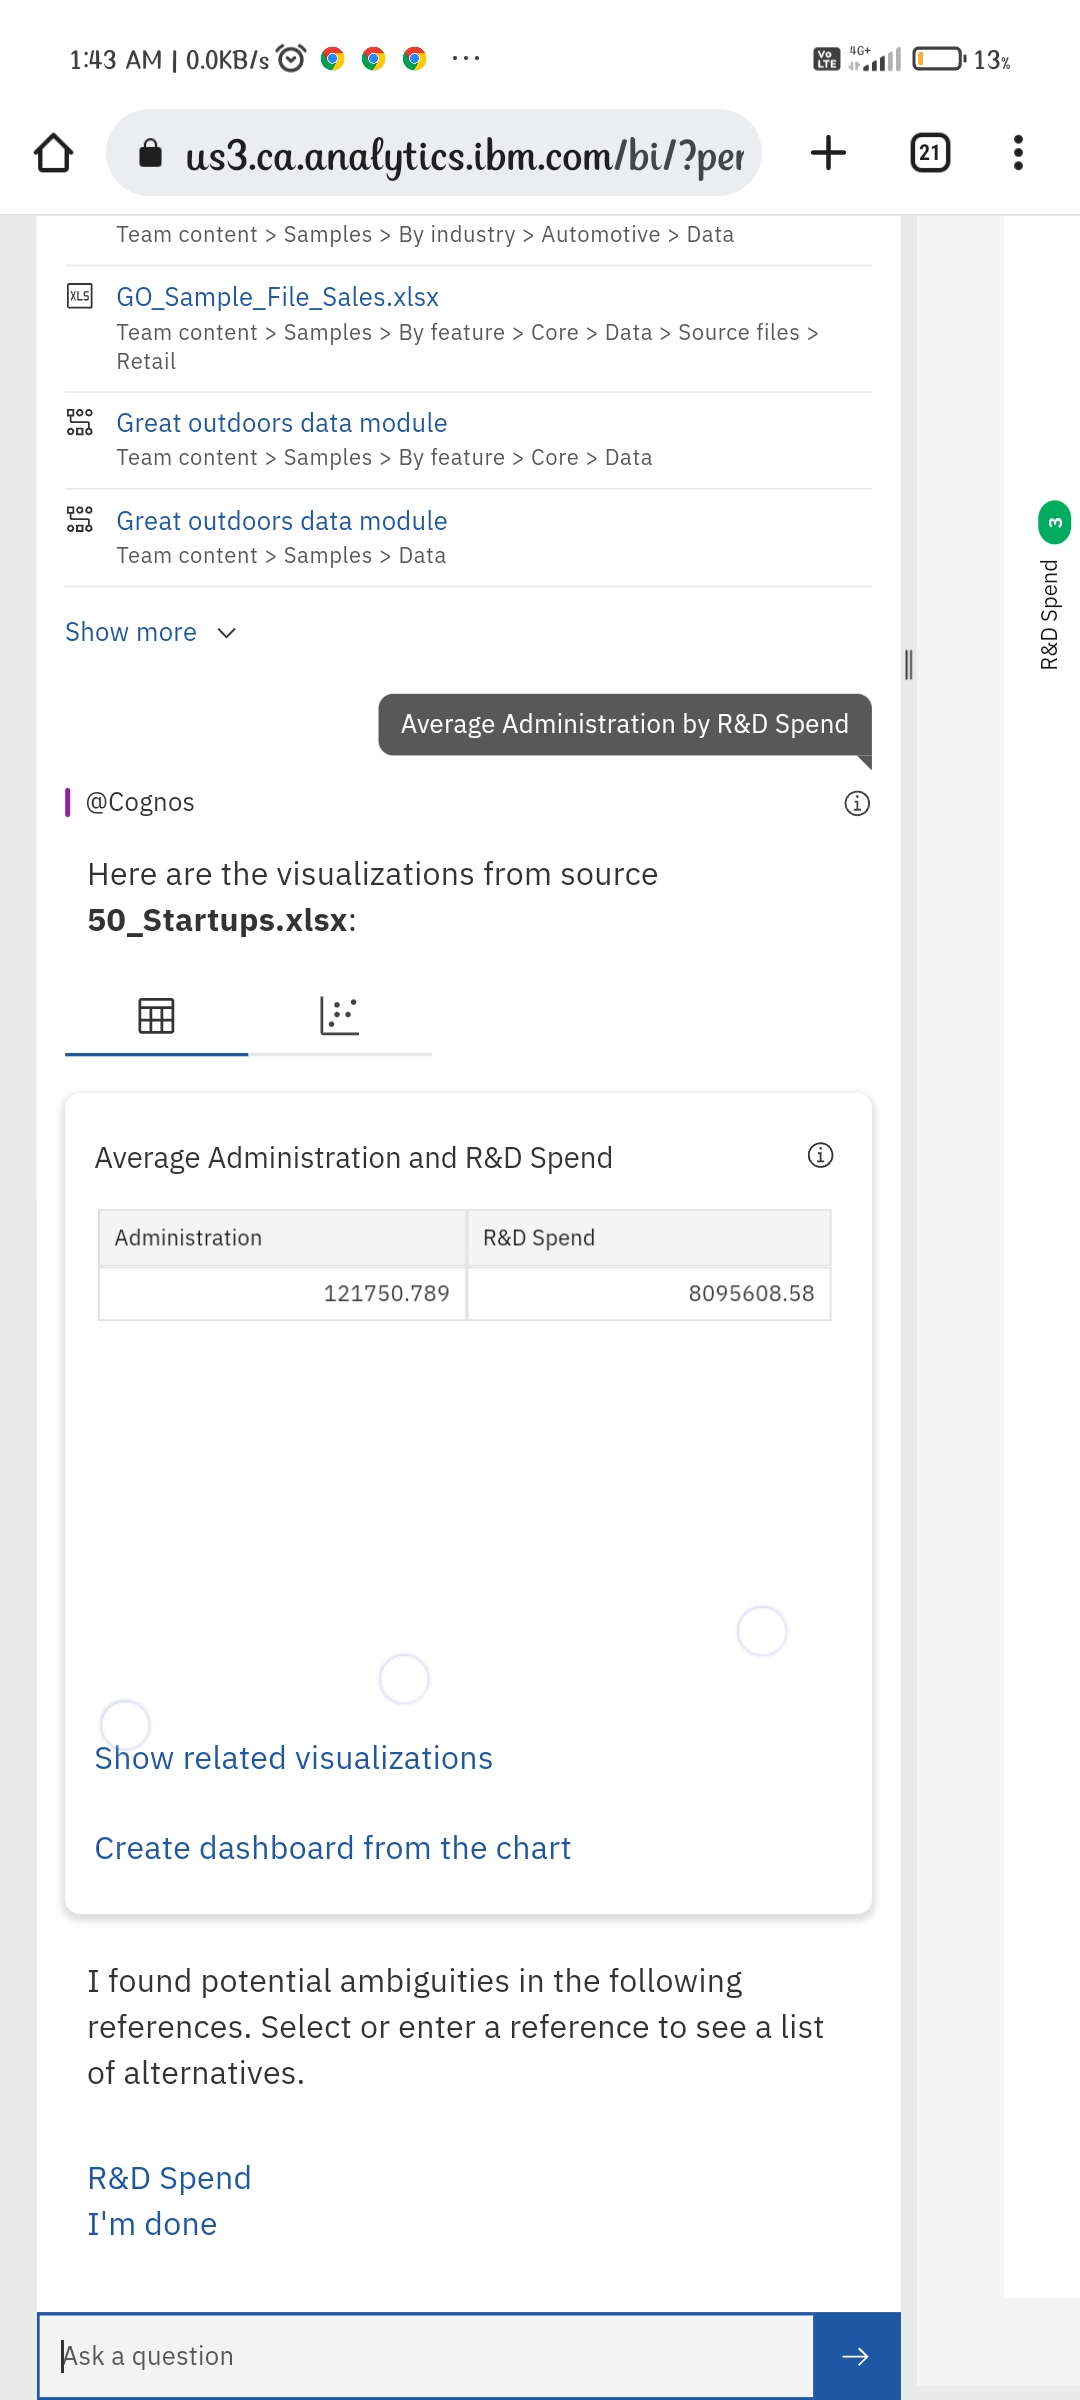 1:43 AM | 0.0KB/s ... Vo LTE 4G+ 13%
us3.ca.analytics.ibm.com/bi/?per 21
Team content > Samples > By industry > Automotive > Data
XLS GO_Sample_File_Sales.xlsx
Team content > Samples > By feature > Core > Data > Source files >
Retail
Great outdoors data module
Team content > Samples > By feature > Core > Data
Great outdoors data module
Team content > Samples > Data
Show more
3
R&D Spend
Average Administration by R&D Spend
@Cognos
Here are the visualizations from source
50_Startups.xlsx:
Average Administration and R&D Spend
Administration R&D Spend
121750.789 8095608.58
Show related visualizations
Create dashboard from the chart
I found potential ambiguities in the following
references. Select or enter a reference to see a list
of alternatives.
R&D Spend
I'm done
Ask a question